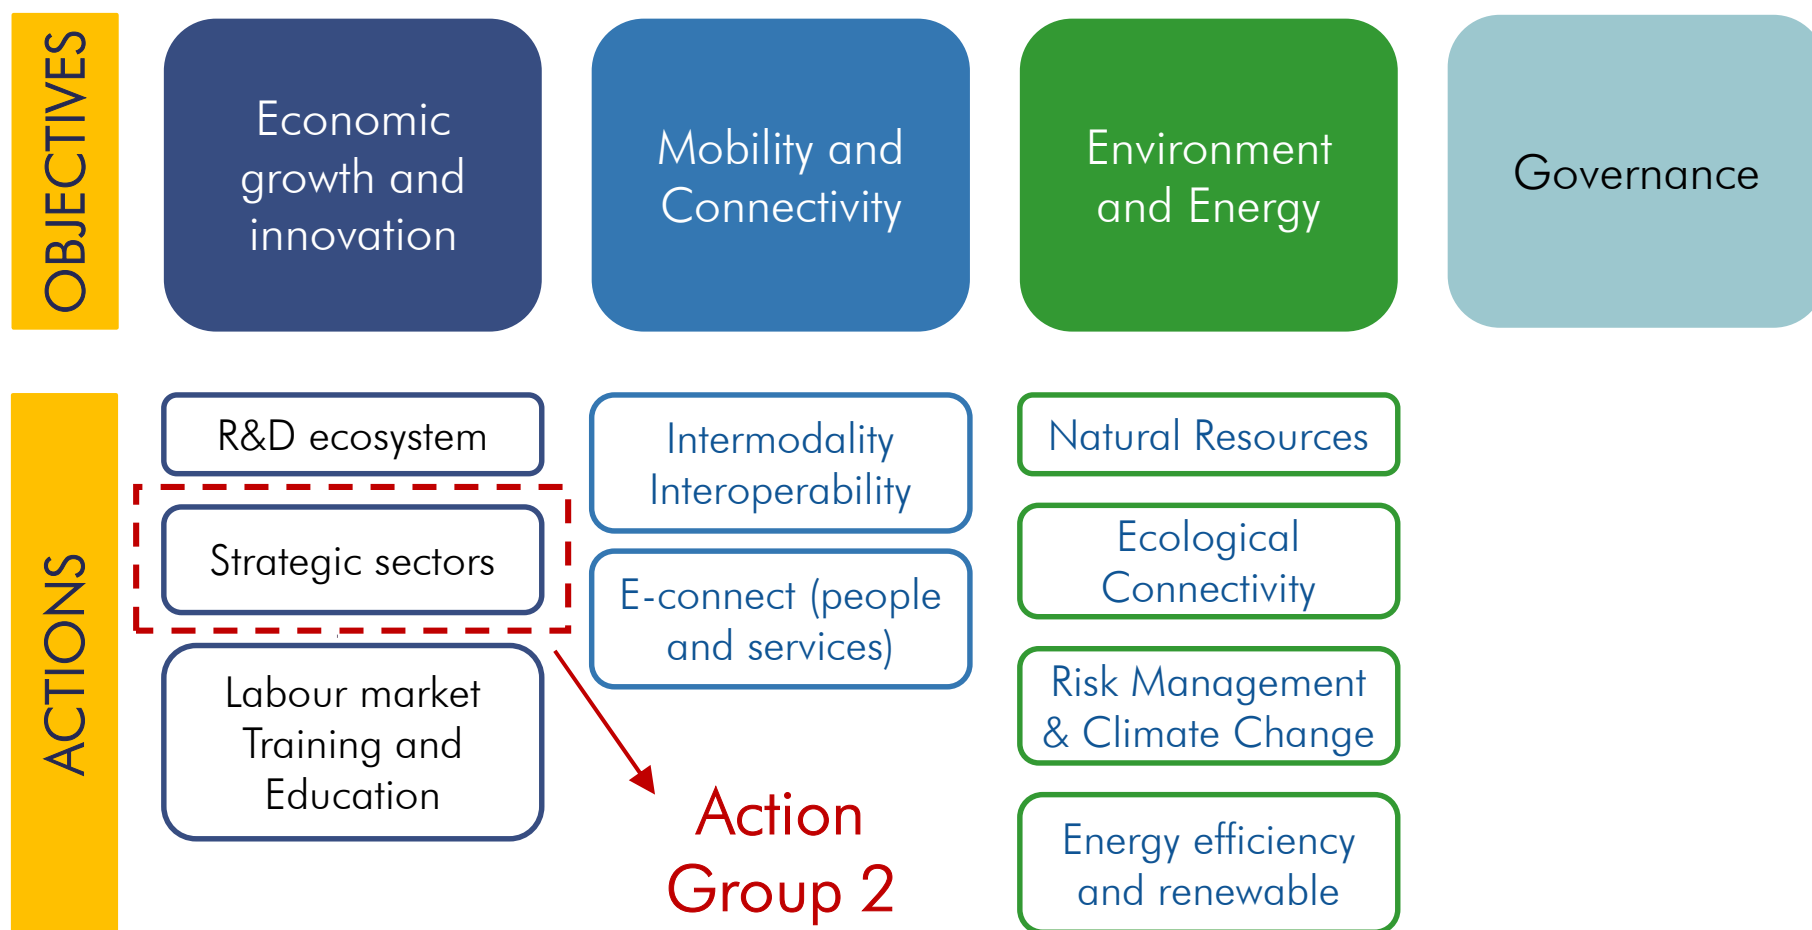 OBJECTIVES
Economic
growth and
innovation
Mobility and
Connectivity
Environment
and Energy
Governance
ACTIONS
R&D ecosystem
Strategic sectors
Labour market
Training and
Education
Intermodality
Interoperability
E-connect (people
and services)
Action
Group 2
Natural Resources
Ecological
Connectivity
Risk Management
& Climate Change
Energy efficiency
and renewable